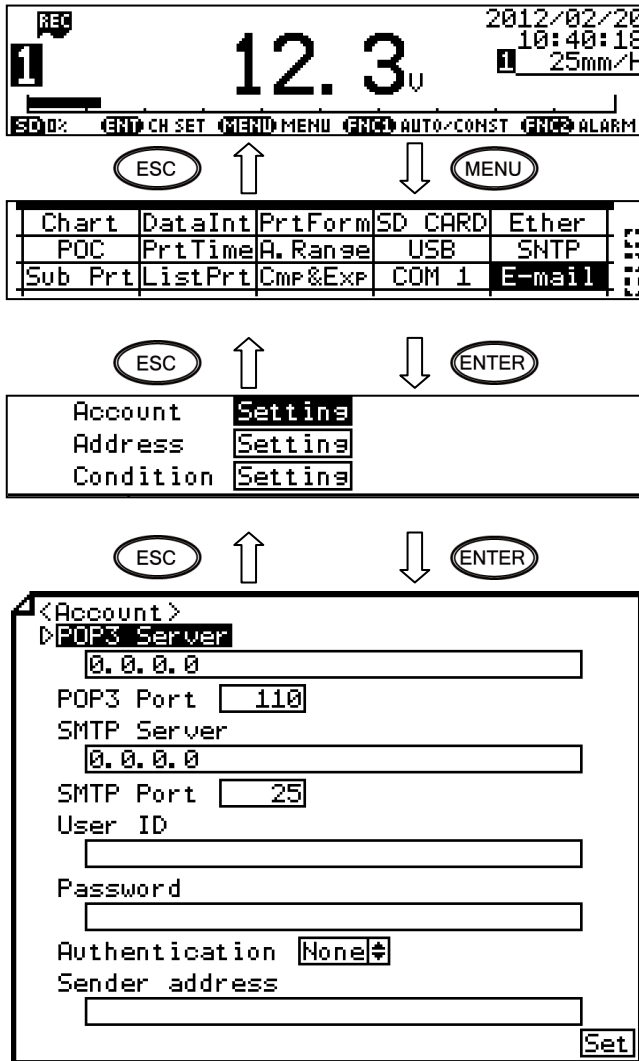 REC 2012/02/20
10:40:18
1 12.3V 1 25mm/H
SD 0% ENT CH SET MENU MENU FNC1 AUTO/CONST FNC2 ALARM
ESC MENU
Chart DataInt PrtForm SD CARD Ether
POC PrtTime A.Range USB SNTP
Sub Prt ListPrt Cmp&Exp COM 1 E-mail
ESC ENTER
Account Setting
Address Setting
Condition Setting
ESC ENTER
<Account>
POP3 Server
0.0.0.0
POP3 Port 110
SMTP Server
0.0.0.0
SMTP Port 25
User ID
Password
Authentication None
Sender address
Set